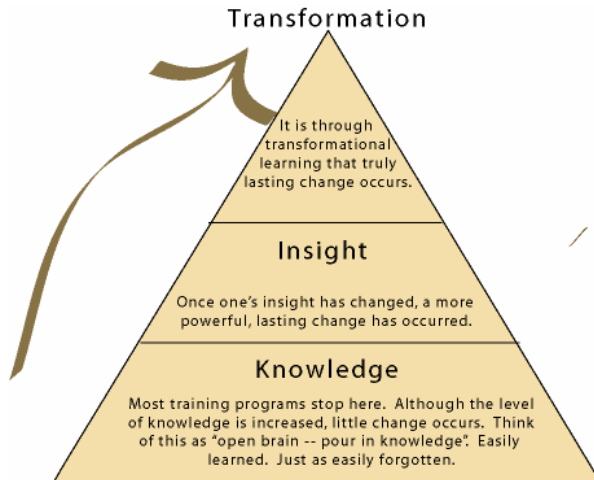 Transformation
It is through
transformational
learning that truly
lasting change occurs.
Insight
Once one's insight has changed, a more
powerful, lasting change has occurred.
Knowledge
Most training programs stop here.  Although the level
of knowledge is increased, little change occurs.  Think
of this as "open brain -- pour in knowledge".  Easily
learned.  Just as easily forgotten.